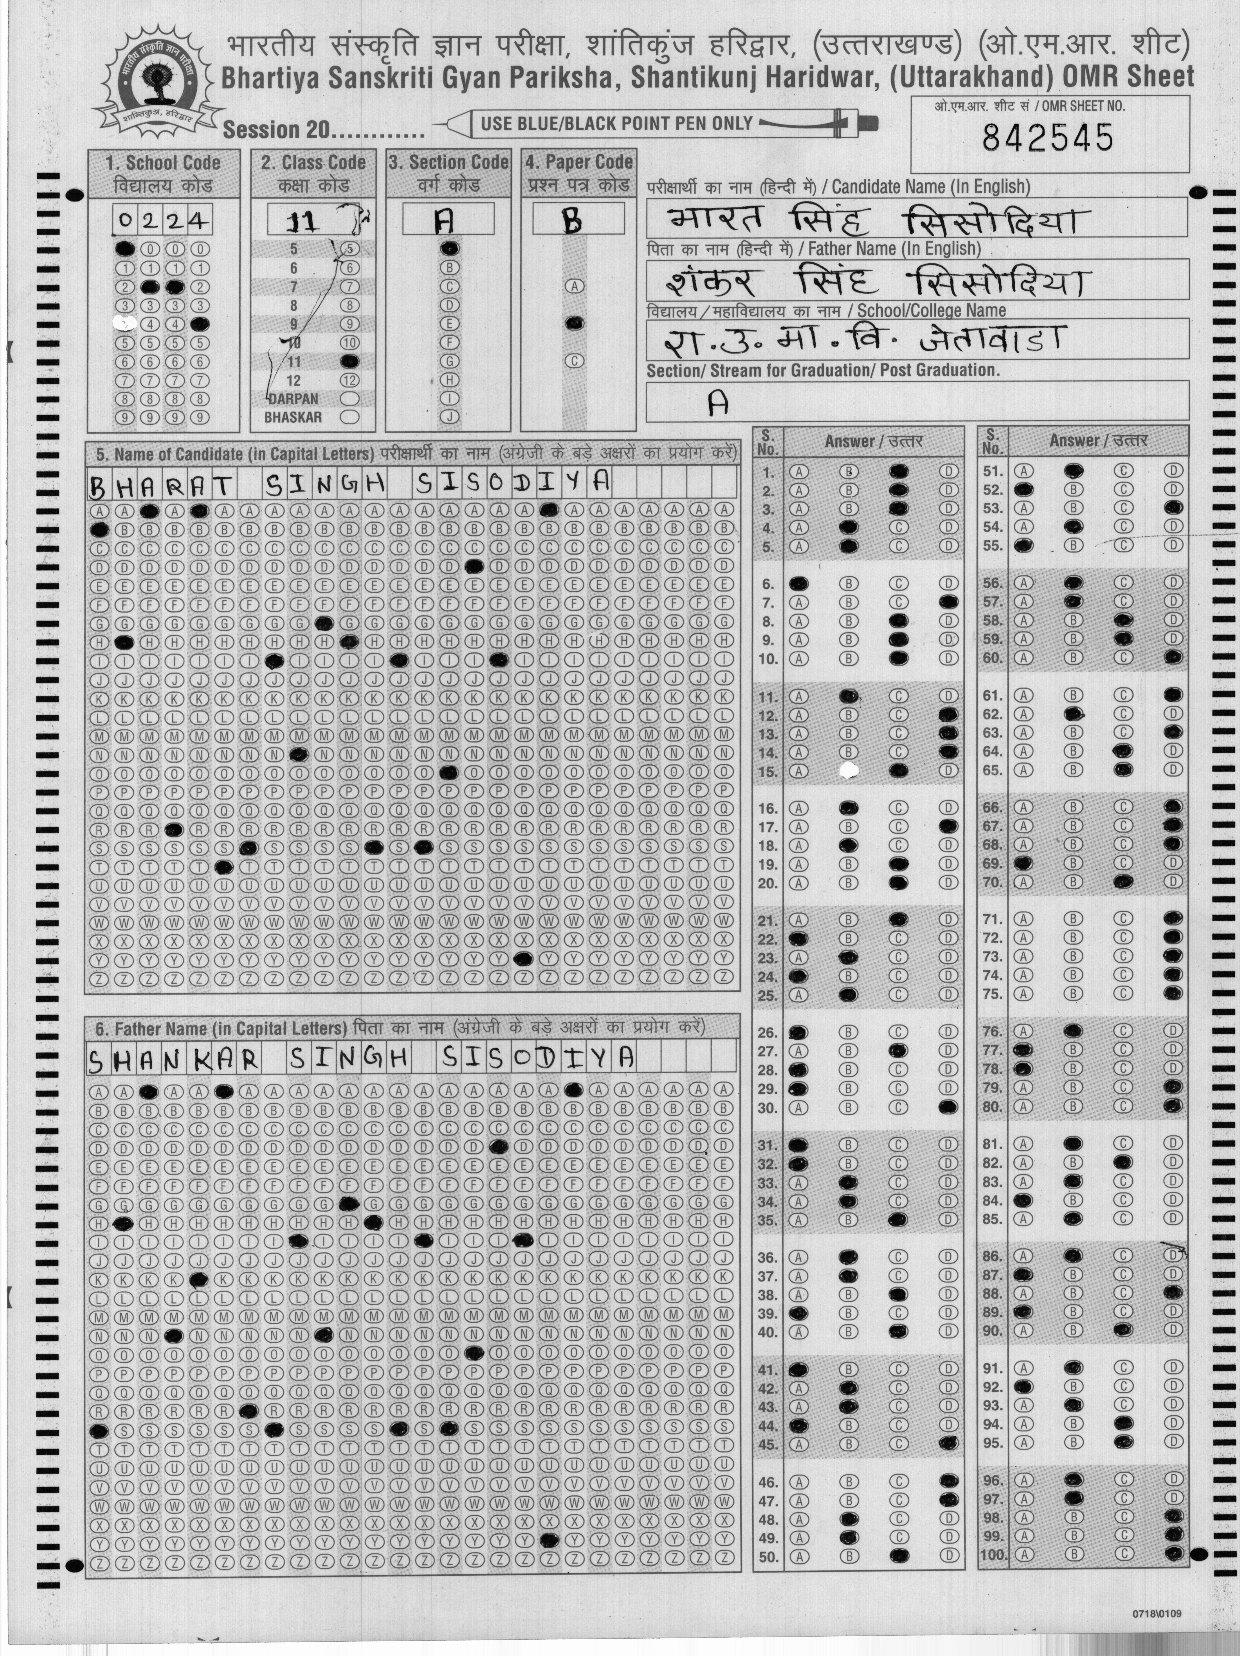 भारतीय संस्कृति ज्ञान परीक्षा, शांतिकुंज हरिद्वार, (उत्तराखण्ड) (ओ.एम.आर. शीट)
Bhartiya Sanskriti Gyan Pariksha, Shantikunj Haridwar, (Uttarakhand) OMR Sheet
Session 20............
USE BLUE/BLACK POINT PEN ONLY
ओ.एम.आर. शीट सं / OMR SHEET NO.
842545
1. School Code
विद्यालय कोड
0224
2. Class Code
कक्षा कोड
11
5
6
7
8
9
10
11
12
DARPAN
BHASKAR
3. Section Code
वर्ग कोड
A
4. Paper Code
प्रश्न पत्र कोड
B
परीक्षार्थी का नाम (हिन्दी में) / Candidate Name (In English)
भारत सिंह सिसोदिया
पिता का नाम (हिन्दी में) / Father Name (In English)
शंकर सिंह सिसोदिया
विद्यालय / महाविद्यालय का नाम / School/College Name
रा.उ.मा.वि. जेतावाडा
Section/ Stream for Graduation/ Post Graduation.
A
5. Name of Candidate (in Capital Letters) परीक्षार्थी का नाम (अंग्रेजी के बड़े अक्षरों का प्रयोग करें)
BHARAT SINGH SISODIYA
6. Father Name (in Capital Letters) पिता का नाम (अंग्रेजी के बड़े अक्षरों का प्रयोग करें)
SHANKAR SINGH SISODIYA
S. No. Answer / उत्तर
S. No. Answer / उत्तर
0718\0109